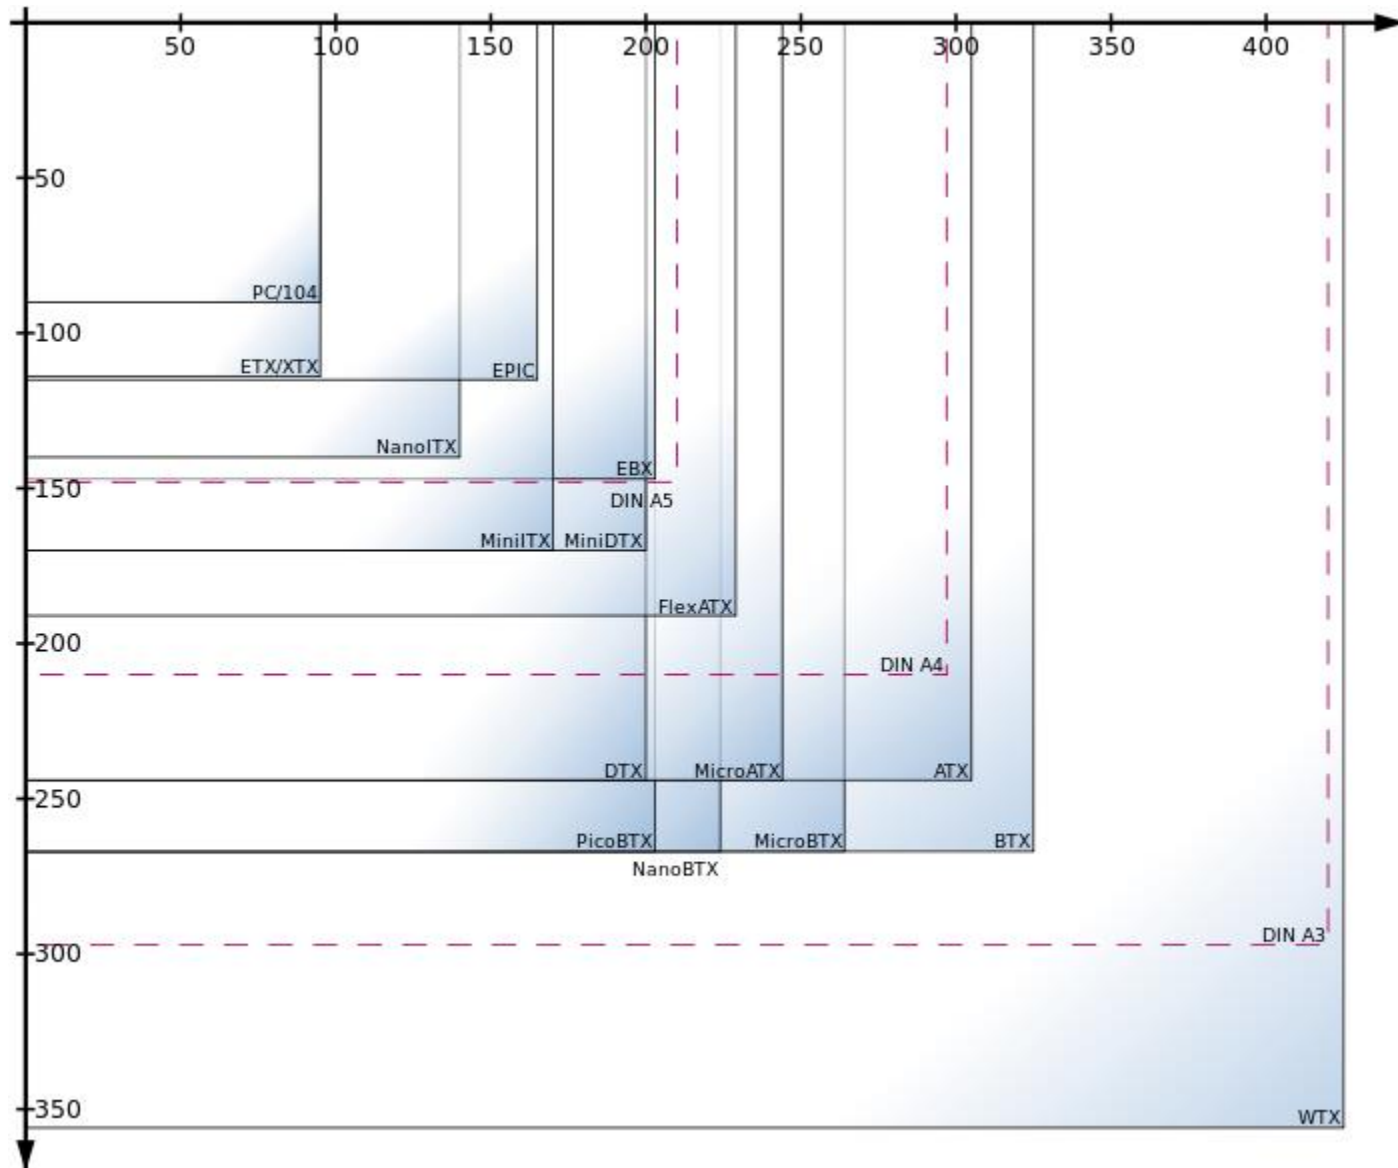 50 100 150 200 250 300 350 400
50
PC/104
100
ETX/XTX EPIC
NanoITX
EBX
150
DIN A5
MiniITX MiniDTX
FlexATX
200
DIN A4
DTX MicroATX ATX
250
PicoBTX MicroBTX BTX
NanoBTX
DIN A3
300
350
WTX